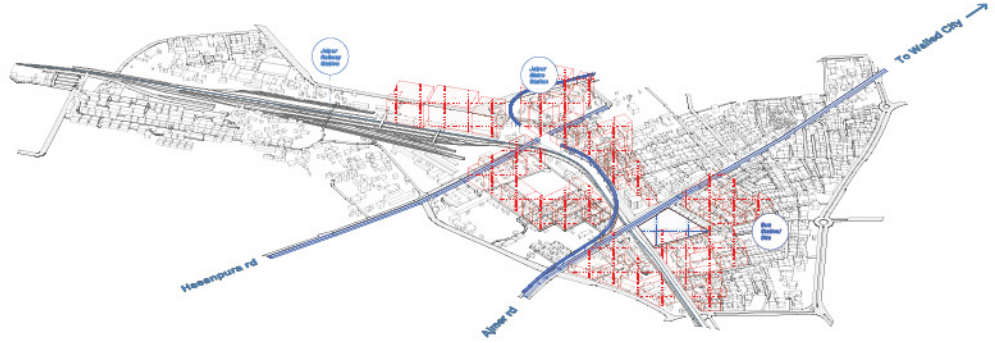 To Walled City
Jaipur
Railway
Station
Jaipur
Metro
Station
Bus
Station/
Site
Hasanpura rd
Ajmer rd